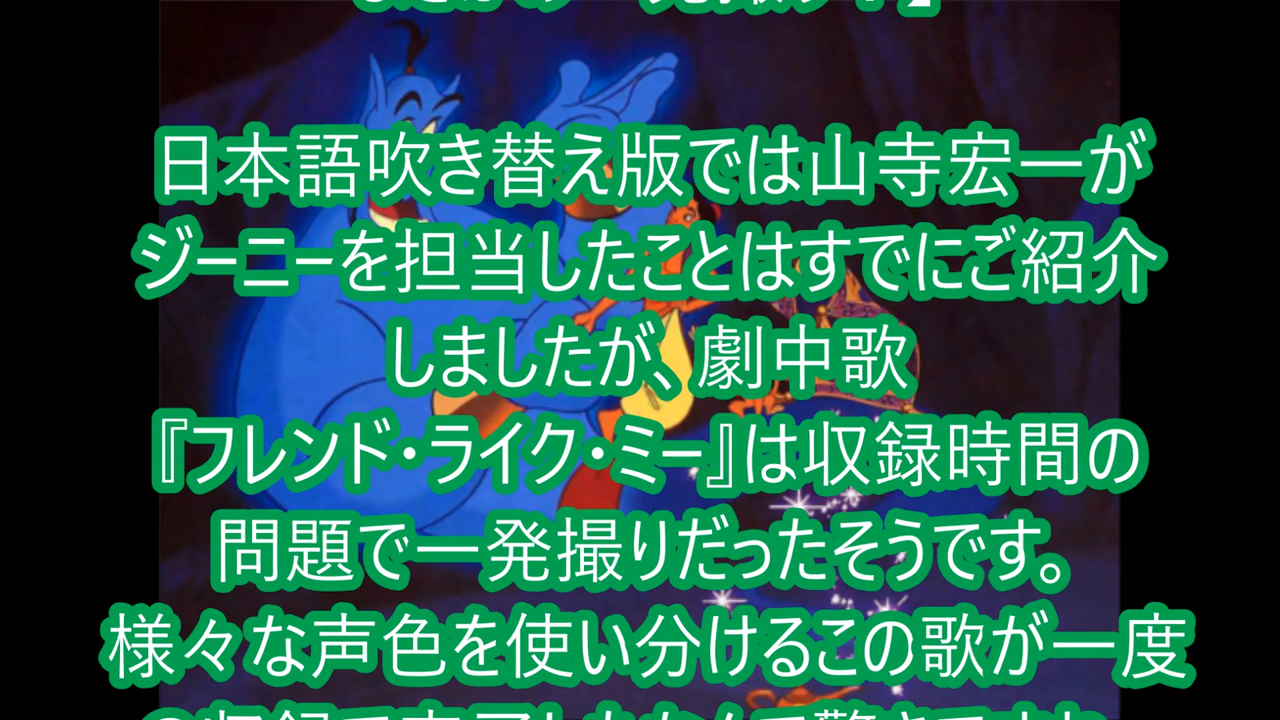 日本語吹き替え版では山寺宏一が
ジーニーを担当したことはすでにご紹介
しましたが、劇中歌
『フレンド・ライク・ミー』は収録時間の
問題で一発撮りだったそうです。
様々な声色を使い分けるこの歌が一度